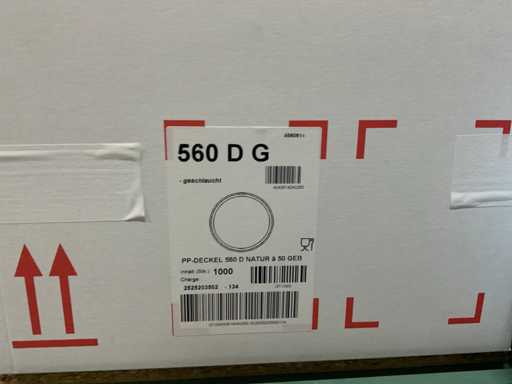 560 D G
- geschlaucht
PP-DECKEL 560 D NATUR à 50 GEB
Inhalt (Stk.) 1000
Charge
2525203502 - 134